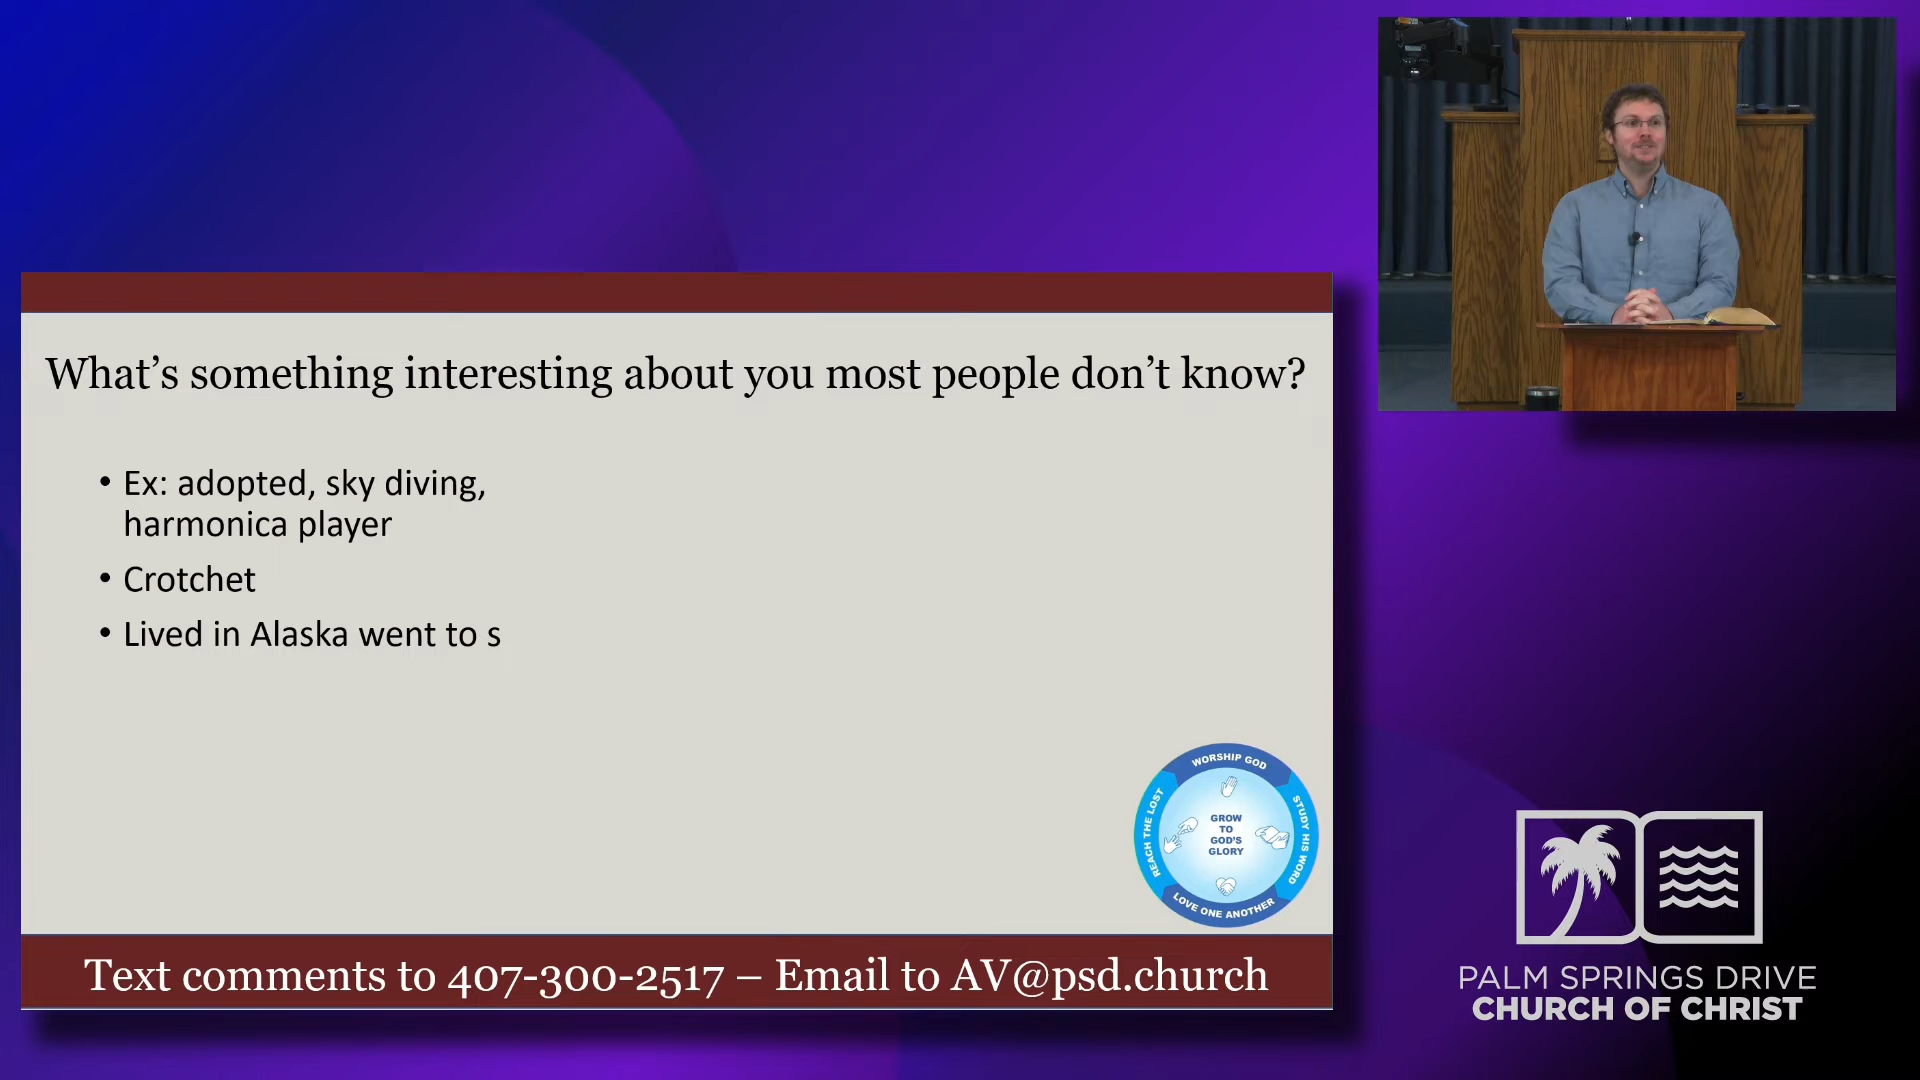 What’s something interesting about you most people don’t know?
• Ex: adopted, sky diving,
harmonica player
• Crotchet
• Lived in Alaska went to s
WORSHIP GOD
STUDY HIS WORD
LOVE ONE ANOTHER
REACH THE LOST
GROW
TO
GOD'S
GLORY
Text comments to 407-300-2517 – Email to AV@psd.church
PALM SPRINGS DRIVE
CHURCH OF CHRIST